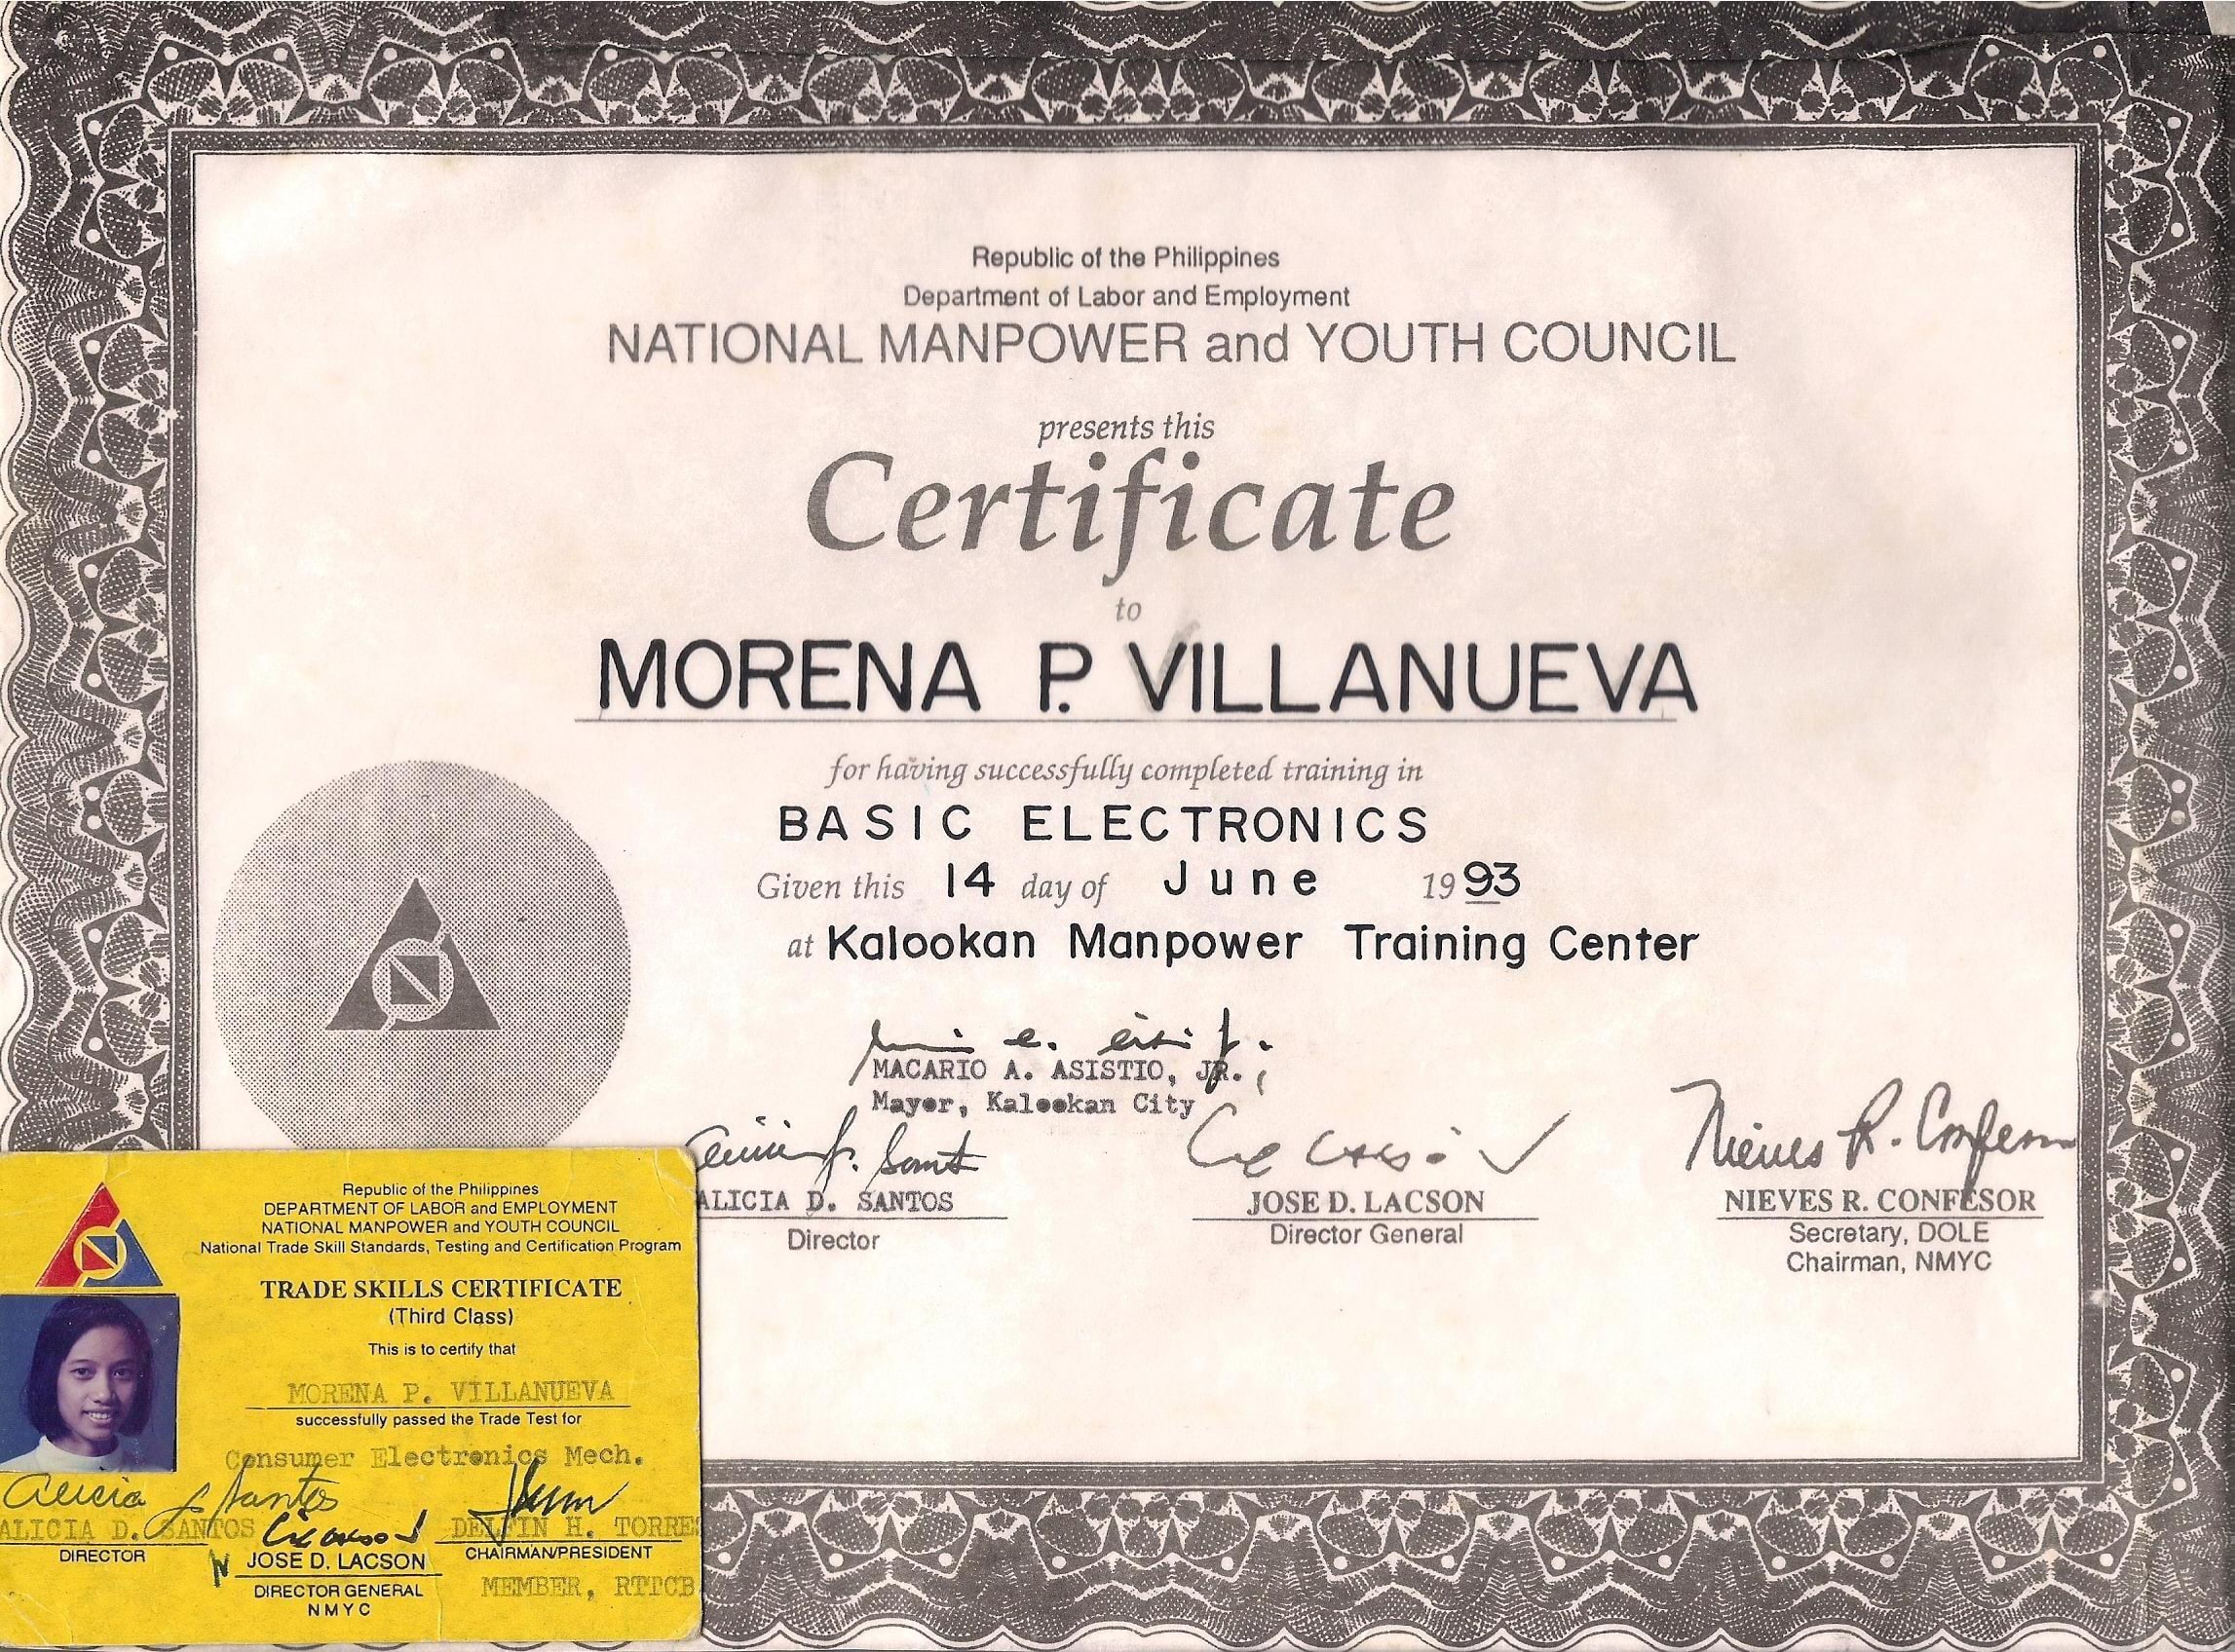 Republic of the Philippines
Department of Labor and Employment
NATIONAL MANPOWER and YOUTH COUNCIL
presents this
Certificate
to
MORENA P. VILLANUEVA
for having successfully completed training in
BASIC ELECTRONICS
Given this 14 day of June 1993
at Kalookan Manpower Training Center
MACARIO A. ASISTIO, JR.
Mayor, Kalookan City
ALICIA D. SANTOS
Director
JOSE D. LACSON
Director General
Nieves R. Confesor
NIEVES R. CONFESOR
Secretary, DOLE
Chairman, NMYC
Republic of the Philippines
DEPARTMENT OF LABOR and EMPLOYMENT
NATIONAL MANPOWER and YOUTH COUNCIL
National Trade Skill Standards, Testing and Certification Program
TRADE SKILLS CERTIFICATE
(Third Class)
This is to certify that
MORENA P. VILLANUEVA
successfully passed the Trade Test for
Consumer Electronics Mech.
Alicia D Santos
ALICIA D. SANTOS
DIRECTOR
JOSE D. LACSON
DIRECTOR GENERAL
NMYC
DELFIN H. TORRES
CHAIRMAN/PRESIDENT
MEMBER, RTTCB